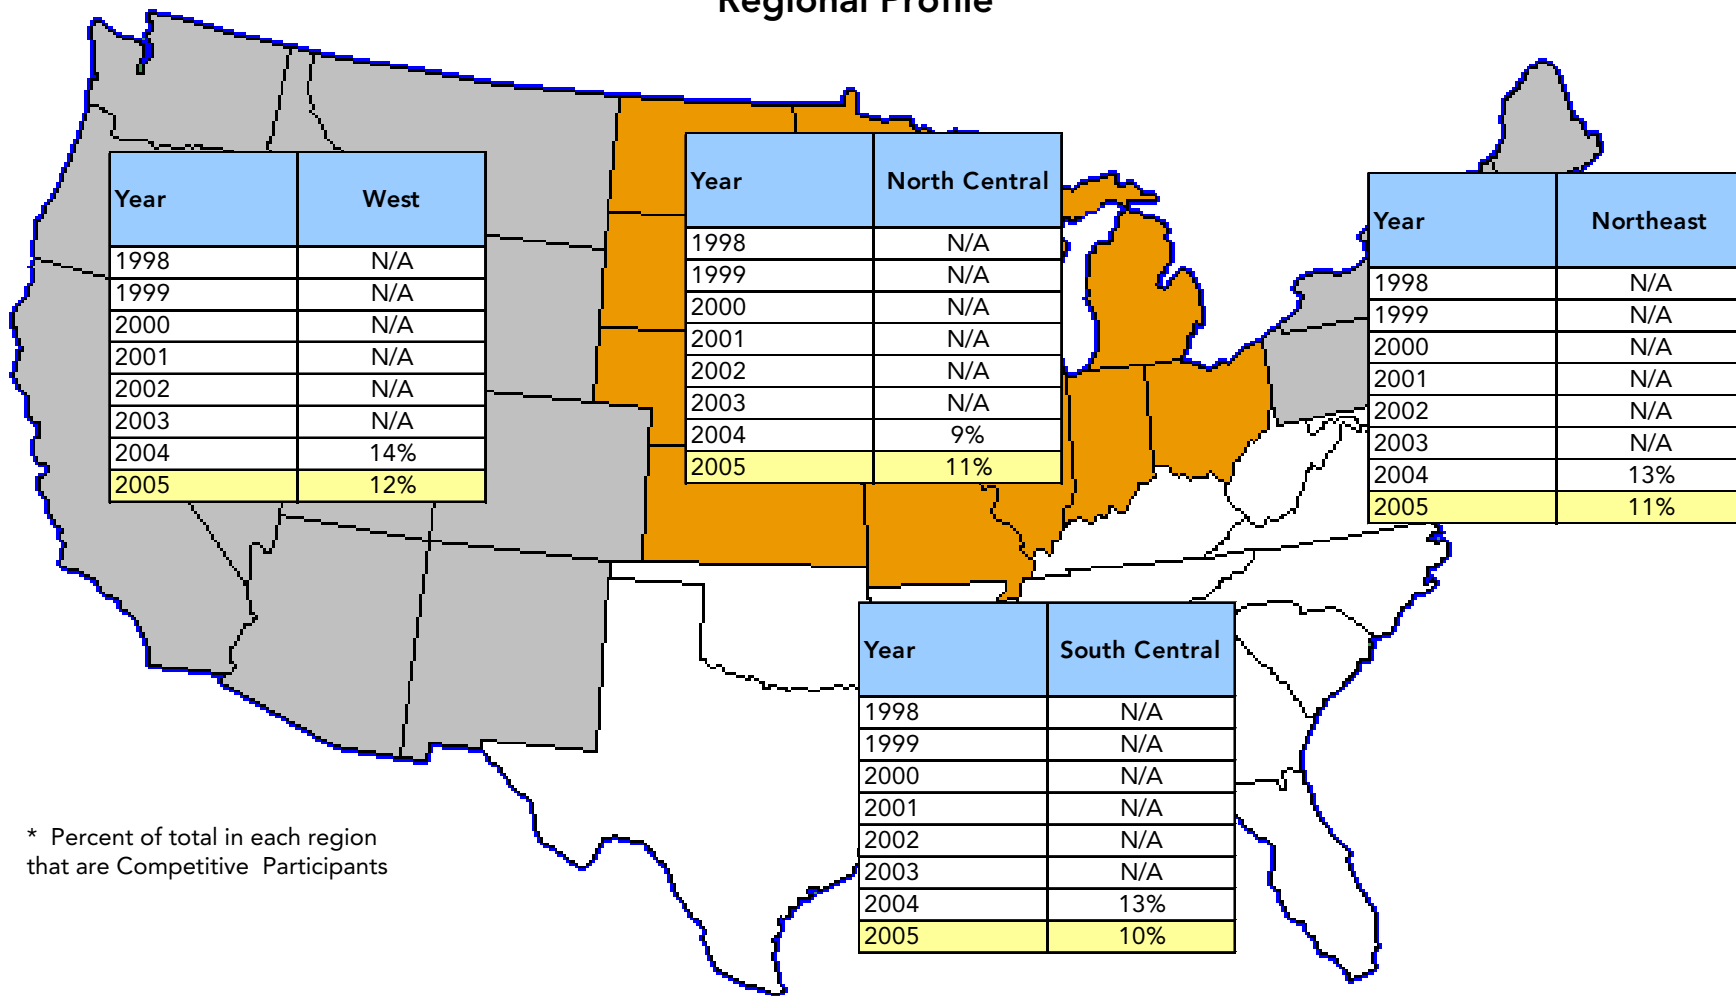 Regional Profile
Year West
1998 N/A
1999 N/A
2000 N/A
2001 N/A
2002 N/A
2003 N/A
2004 14%
2005 12%
Year North Central
1998 N/A
1999 N/A
2000 N/A
2001 N/A
2002 N/A
2003 N/A
2004 9%
2005 11%
Year Northeast
1998 N/A
1999 N/A
2000 N/A
2001 N/A
2002 N/A
2003 N/A
2004 13%
2005 11%
Year South Central
1998 N/A
1999 N/A
2000 N/A
2001 N/A
2002 N/A
2003 N/A
2004 13%
2005 10%
* Percent of total in each region
that are Competitive Participants